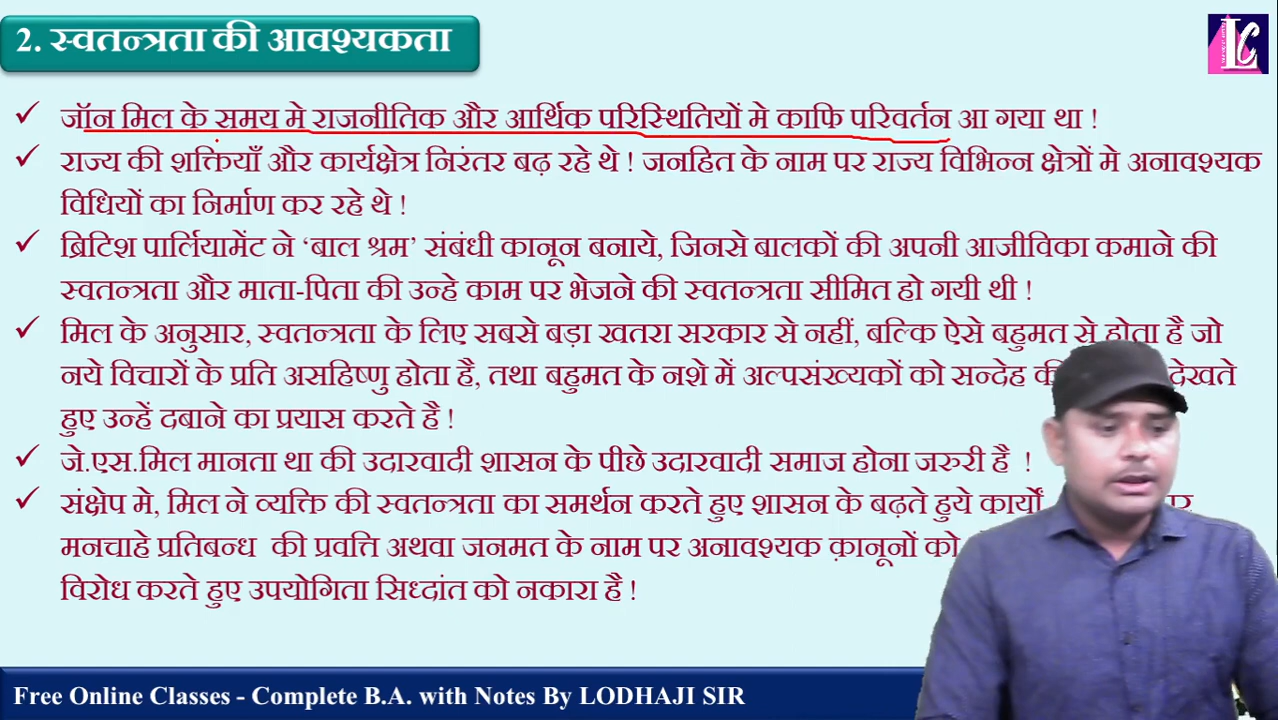 2. स्वतन्त्रता की आवश्यकता
LC
✓ जॉन मिल के समय मे राजनीतिक और आर्थिक परिस्थितियों मे काफि परिवर्तन आ गया था !
✓ राज्य की शक्तियाँ और कार्यक्षेत्र निरंतर बढ़ रहे थे ! जनहित के नाम पर राज्य विभिन्न क्षेत्रों मे अनावश्यक
विधियों का निर्माण कर रहे थे !
✓ ब्रिटिश पार्लियामेंट ने ‘बाल श्रम’ संबंधी कानून बनाये, जिनसे बालकों की अपनी आजीविका कमाने की
स्वतन्त्रता और माता-पिता की उन्हे काम पर भेजने की स्वतन्त्रता सीमित हो गयी थी !
✓ मिल के अनुसार, स्वतन्त्रता के लिए सबसे बड़ा खतरा सरकार से नहीं, बल्कि ऐसे बहुमत से होता है जो
नये विचारों के प्रति असहिष्णु होता है, तथा बहुमत के नशे में अल्पसंख्यकों को सन्देह की देखते
हुए उन्हें दबाने का प्रयास करते है !
✓ जे.एस.मिल मानता था की उदारवादी शासन के पीछे उदारवादी समाज होना जरुरी है !
✓ संक्षेप मे, मिल ने व्यक्ति की स्वतन्त्रता का समर्थन करते हुए शासन के बढ़ते हुये कार्यों
मनचाहे प्रतिबन्ध की प्रवत्ति अथवा जनमत के नाम पर अनावश्यक क़ानूनों को
विरोध करते हुए उपयोगिता सिध्दांत को नकारा है !
Free Online Classes - Complete B.A. with Notes By LODHAJI SIR